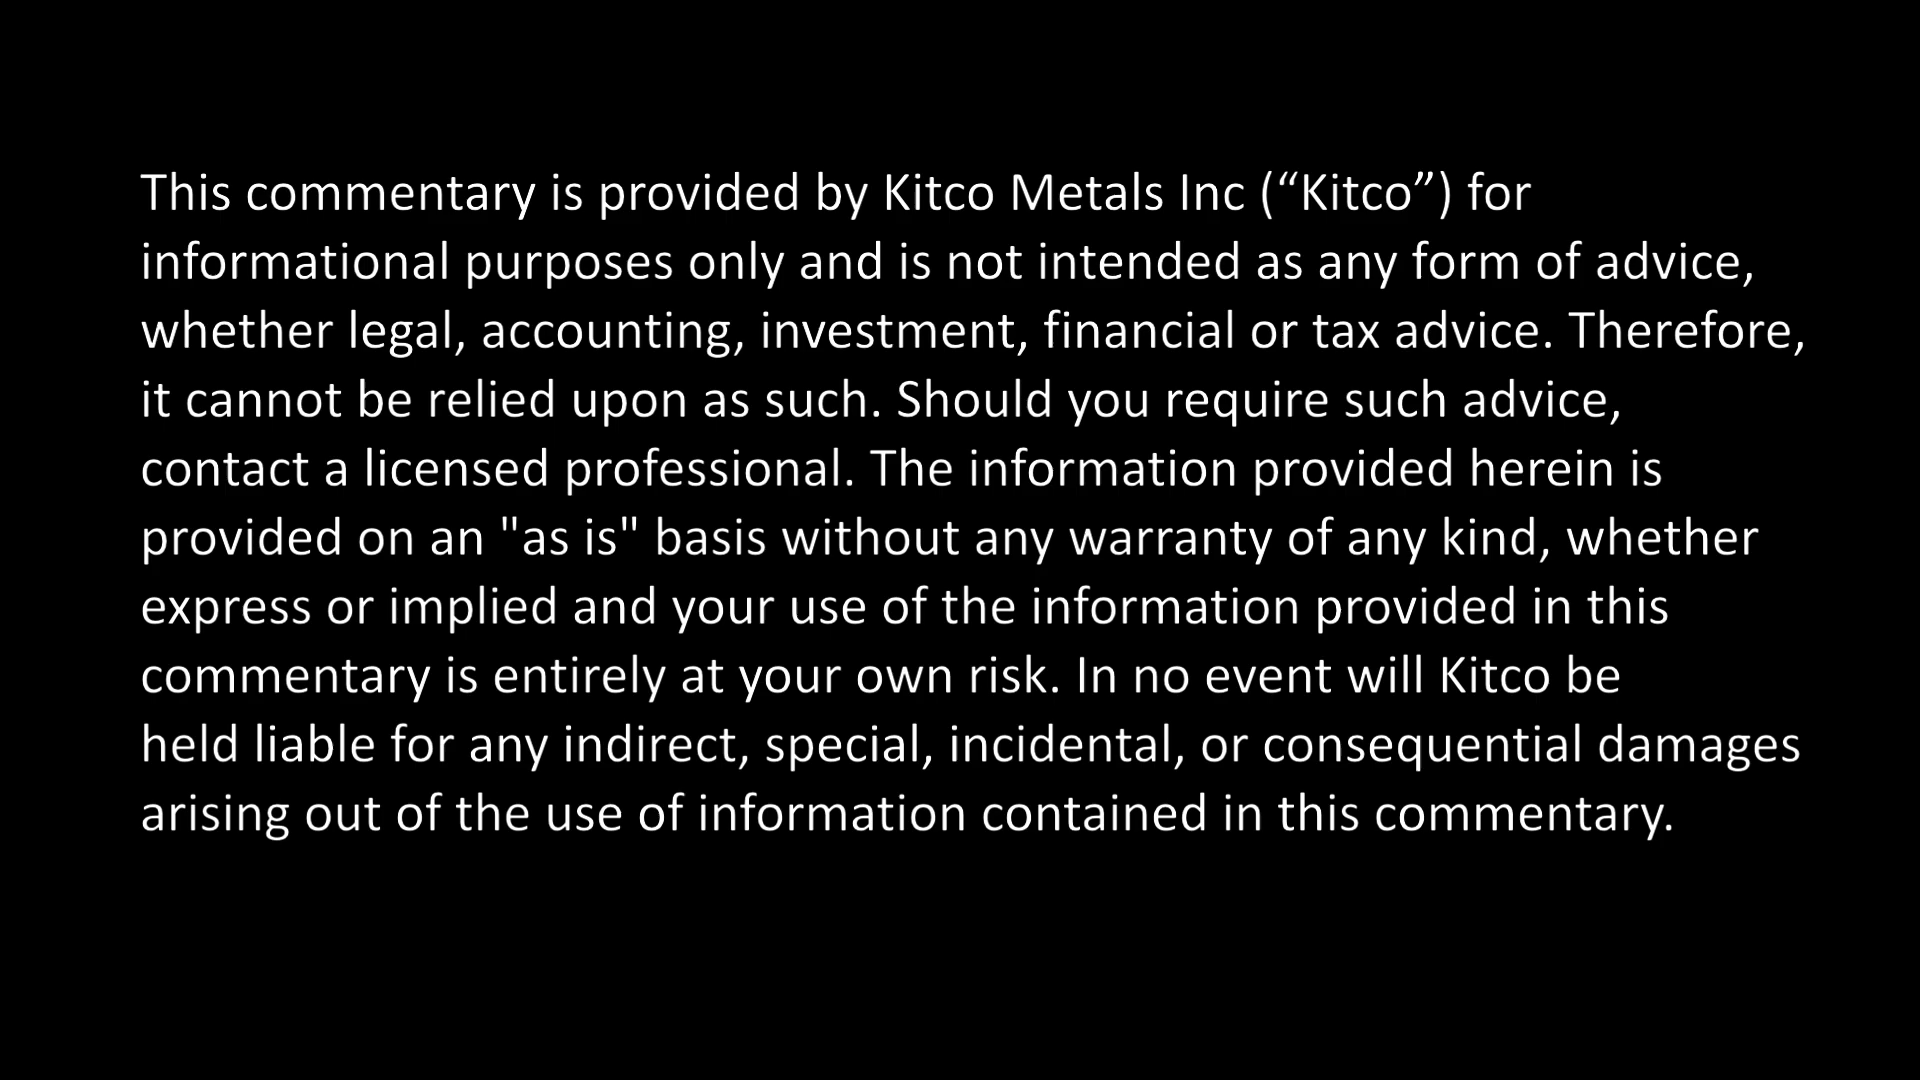 This commentary is provided by Kitco Metals Inc (“Kitco”) for
informational purposes only and is not intended as any form of advice,
whether legal, accounting, investment, financial or tax advice. Therefore,
it cannot be relied upon as such. Should you require such advice,
contact a licensed professional. The information provided herein is
provided on an "as is" basis without any warranty of any kind, whether
express or implied and your use of the information provided in this
commentary is entirely at your own risk. In no event will Kitco be
held liable for any indirect, special, incidental, or consequential damages
arising out of the use of information contained in this commentary.